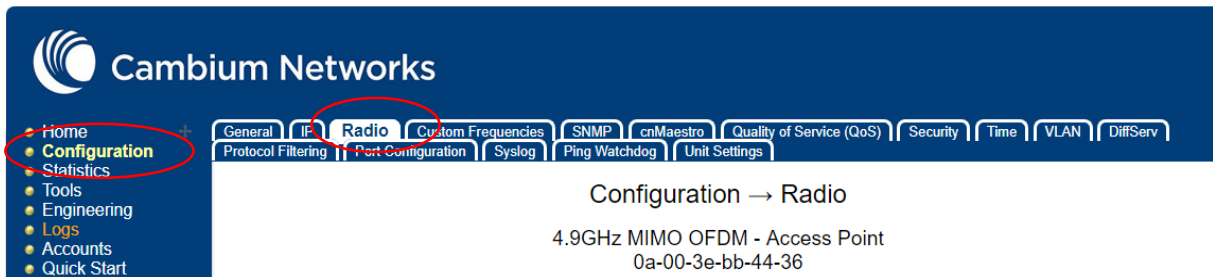 Cambium Networks
Home
Configuration
Statistics
Tools
Engineering
Logs
Accounts
Quick Start
General IP Radio Custom Frequencies SNMP cnMaestro Quality of Service (QoS) Security Time VLAN DiffServ
Protocol Filtering Port Configuration Syslog Ping Watchdog Unit Settings
Configuration → Radio
4.9GHz MIMO OFDM - Access Point
0a-00-3e-bb-44-36